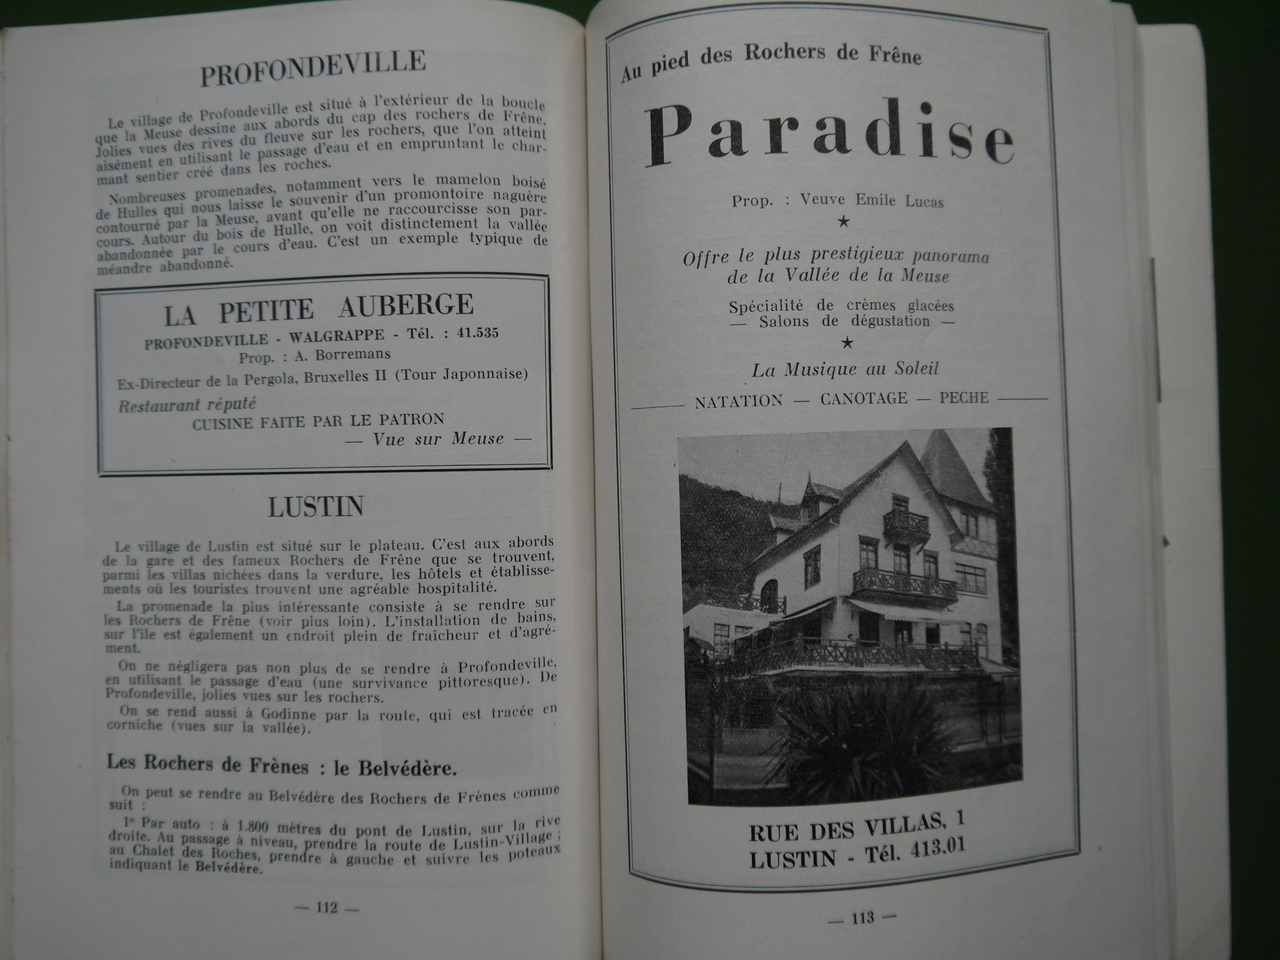 PROFONDEVILLE
Le village de Profondeville est situé à l'extérieur de la boucle
que la Meuse dessine aux abords du cap des rochers de Frêne.
Jolies vues des rives du fleuve sur les rochers, que l'on atteint
aisément en utilisant le passage d'eau et en empruntant le char-
mant sentier créé dans les roches.
Nombreuses promenades, notamment vers le mamelon boisé
de Hulles qui nous laisse le souvenir d'un promontoire naguère
contourné par la Meuse, avant qu'elle ne raccourcisse son par-
cours. Autour du bois de Hulle, on voit distinctement la vallée
abandonnée par le cours d'eau. C'est un exemple typique de
méandre abandonné.
LA PETITE AUBERGE
PROFONDEVILLE - WALGRAPPE - Tél. : 41.535
Prop. : A. Borremans
Ex-Directeur de la Pergola, Bruxelles II (Tour Japonnaise)
Restaurant réputé
CUISINE FAITE PAR LE PATRON
— Vue sur Meuse —
LUSTIN
Le village de Lustin est situé sur le plateau. C'est aux abords
de la gare et des fameux Rochers de Frêne que se trouvent,
parmi les villas nichées dans la verdure, les hôtels et établisse-
ments où les touristes trouvent une agréable hospitalité.
La promenade la plus intéressante consiste à se rendre sur
les Rochers de Frêne (voir plus loin). L'installation de bains,
sur l'île est également un endroit plein de fraicheur et d'agré-
ment.
On ne négligera pas non plus de se rendre à Profondeville,
en utilisant le passage d'eau (une survivance pittoresque). De
Profondeville, jolies vues sur les rochers.
On se rend aussi à Godinne par la route, qui est tracée en
corniche (vues sur la vallée).
Les Rochers de Frènes : le Belvédère.
On peut se rendre au Belvédère des Rochers de Frènes comme
suit :
1° Par auto : à 1.800 mètres du pont de Lustin, sur la rive
droite. Au passage à niveau, prendre la route de Lustin-Village ;
au Chalet des Roches, prendre à gauche et suivre les poteaux
indiquant le Belvédère.
— 112 —
Au pied des Rochers de Frêne
Paradise
Prop. : Veuve Emile Lucas
★
Offre le plus prestigieux panorama
de la Vallée de la Meuse
Spécialité de crèmes glacées
— Salons de dégustation —
★
La Musique au Soleil
NATATION — CANOTAGE — PECHE
RUE DES VILLAS, 1
LUSTIN - Tél. 413.01
— 113 —